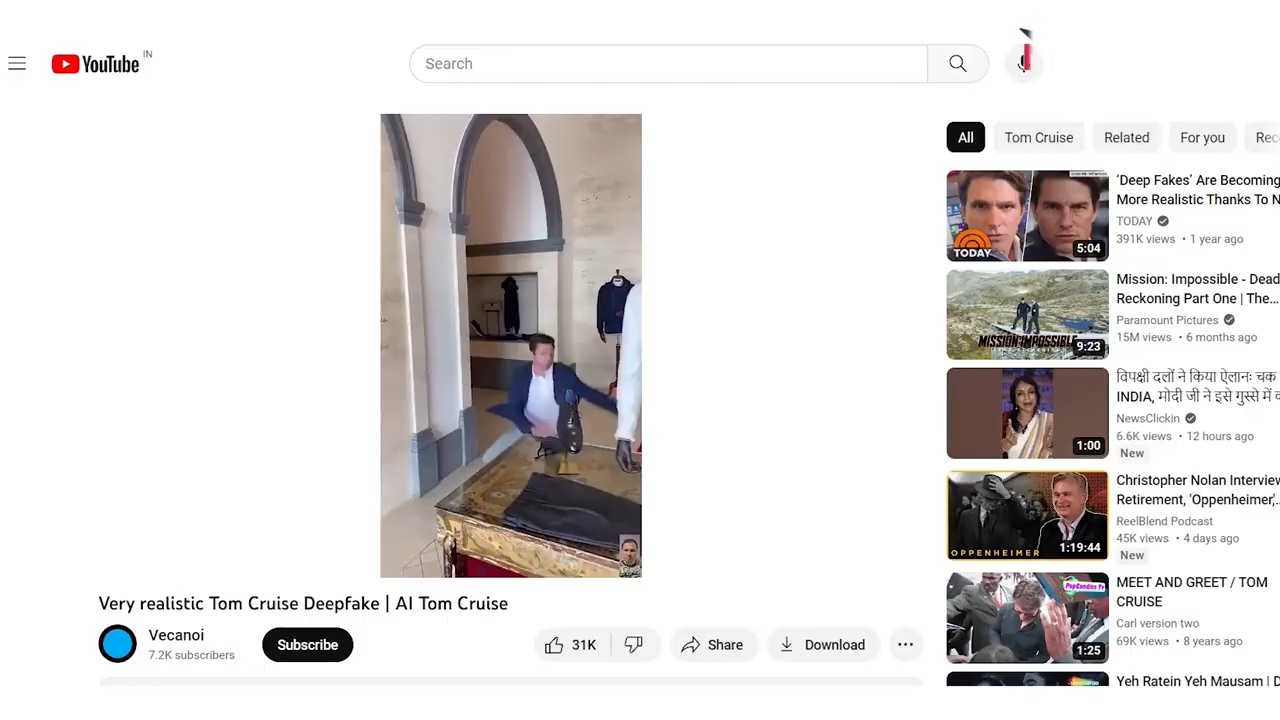 YouTube IN
Search
All
Tom Cruise
Related
For you
Rec
'Deep Fakes' Are Becoming
More Realistic Thanks To N
TODAY
391K views • 1 year ago
TODAY
5:04
Mission: Impossible - Dead
Reckoning Part One | The...
Paramount Pictures
15M views • 6 months ago
MISSION IMPOSSIBLE
9:23
विपक्षी दलों ने किया ऐलानः चक
INDIA, मोदी जी ने इसे गुस्से में
NewsClickin
6.6K views • 12 hours ago
New
1:00
Christopher Nolan Interview
Retirement, 'Oppenheimer,'...
ReelBlend Podcast
45K views • 4 days ago
New
OPPENHEIMER
1:19:44
MEET AND GREET / TOM
CRUISE
Carl version two
69K views • 8 years ago
PopCandies Tv
1:25
Yeh Ratein Yeh Mausam | D
Very realistic Tom Cruise Deepfake | AI Tom Cruise
Vecanoi
7.2K subscribers
Subscribe
31K
Share
Download